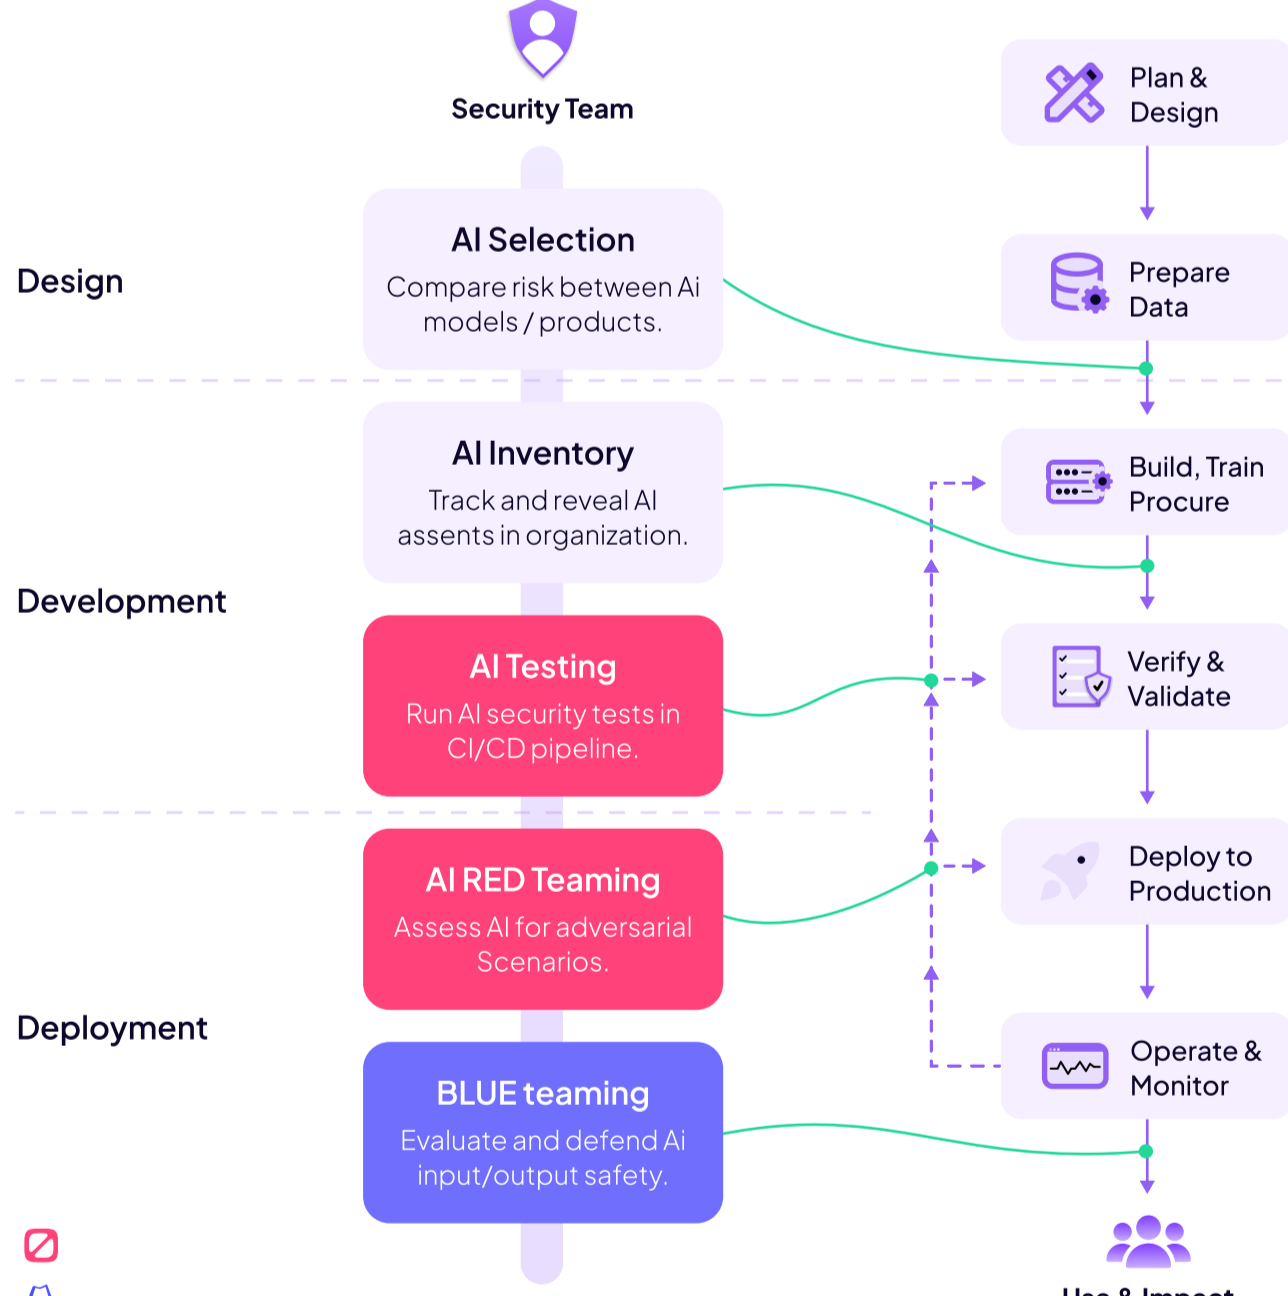 Security Team
Plan &
Design
Design
AI Selection
Compare risk between Ai
models / products.
Prepare
Data
Development
AI Inventory
Track and reveal AI
assents in organization.
Build, Train
Procure
AI Testing
Run AI security tests in
CI/CD pipeline.
Verify &
Validate
Deployment
AI RED Teaming
Assess AI for adversarial
Scenarios.
Deploy to
Production
BLUE teaming
Evaluate and defend Ai
input/output safety.
Operate &
Monitor
Use & Impact